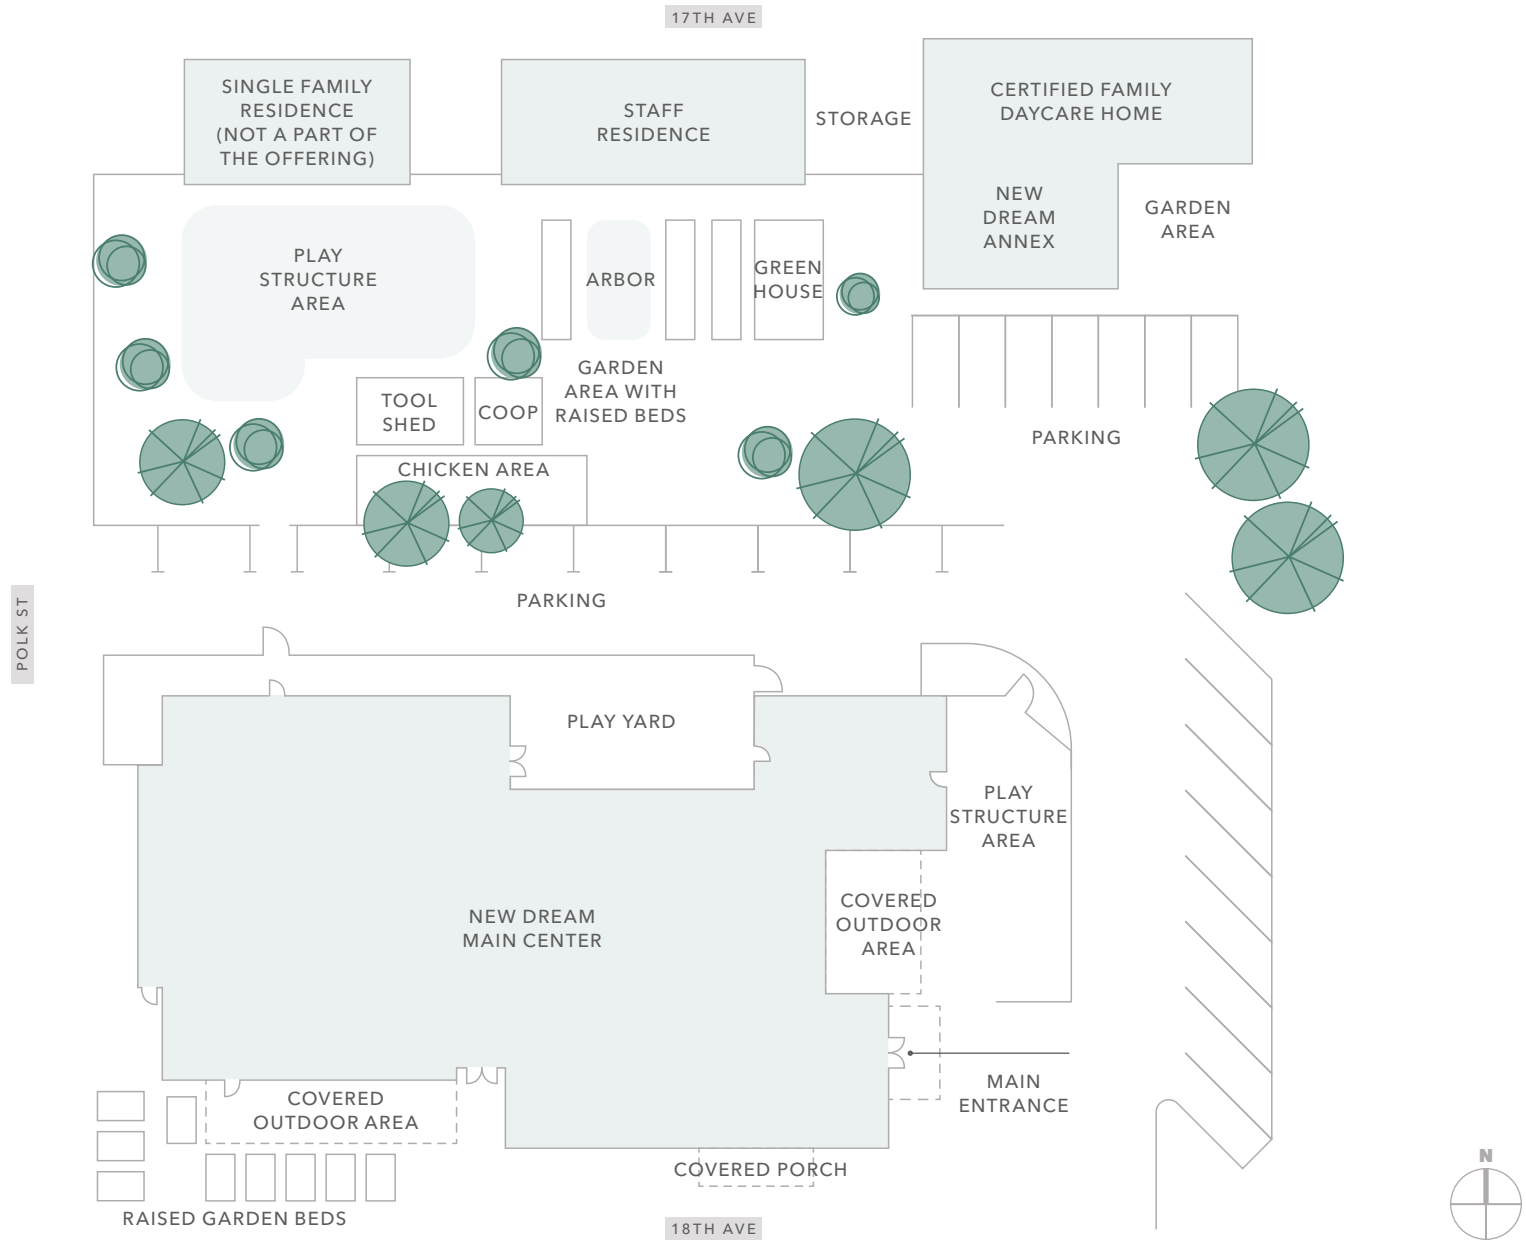 17TH AVE
SINGLE FAMILY
RESIDENCE
(NOT A PART OF
THE OFFERING)
STAFF
RESIDENCE
STORAGE
CERTIFIED FAMILY
DAYCARE HOME
NEW
DREAM
ANNEX
GARDEN
AREA
PLAY
STRUCTURE
AREA
ARBOR
GREEN
HOUSE
GARDEN
AREA WITH
RAISED BEDS
TOOL
SHED
COOP
CHICKEN AREA
PARKING
PARKING
POLK ST
PLAY YARD
PLAY
STRUCTURE
AREA
COVERED
OUTDOOR
AREA
NEW DREAM
MAIN CENTER
MAIN
ENTRANCE
COVERED
OUTDOOR AREA
COVERED PORCH
RAISED GARDEN BEDS
18TH AVE
N